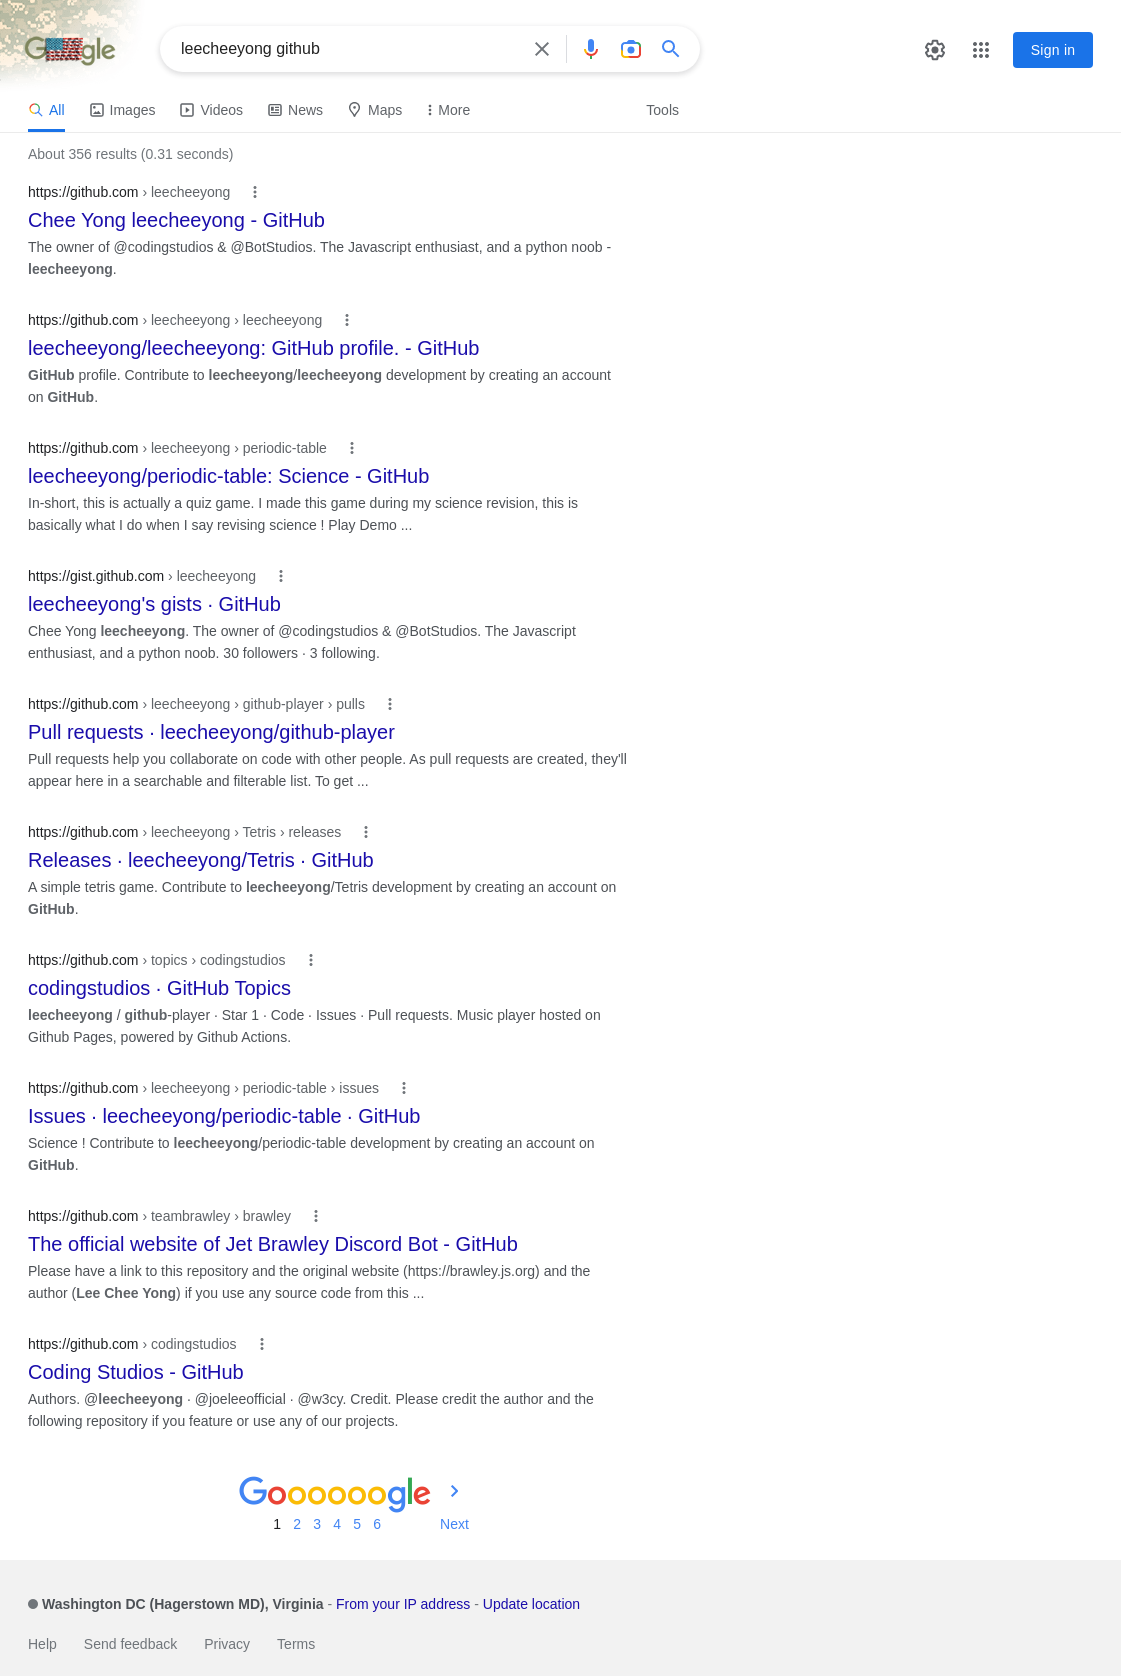 Google
leecheeyong github
Sign in
All
Images
Videos
News
Maps
More
Tools
About 356 results (0.31 seconds)
https://github.com › leecheeyong
Chee Yong leecheeyong - GitHub
The owner of @codingstudios & @BotStudios. The Javascript enthusiast, and a python noob -
leecheeyong.
https://github.com › leecheeyong › leecheeyong
leecheeyong/leecheeyong: GitHub profile. - GitHub
GitHub profile. Contribute to leecheeyong/leecheeyong development by creating an account
on GitHub.
https://github.com › leecheeyong › periodic-table
leecheeyong/periodic-table: Science - GitHub
In-short, this is actually a quiz game. I made this game during my science revision, this is
basically what I do when I say revising science ! Play Demo ...
https://gist.github.com › leecheeyong
leecheeyong's gists · GitHub
Chee Yong leecheeyong. The owner of @codingstudios & @BotStudios. The Javascript
enthusiast, and a python noob. 30 followers · 3 following.
https://github.com › leecheeyong › github-player › pulls
Pull requests · leecheeyong/github-player
Pull requests help you collaborate on code with other people. As pull requests are created, they'll
appear here in a searchable and filterable list. To get ...
https://github.com › leecheeyong › Tetris › releases
Releases · leecheeyong/Tetris · GitHub
A simple tetris game. Contribute to leecheeyong/Tetris development by creating an account on
GitHub.
https://github.com › topics › codingstudios
codingstudios · GitHub Topics
leecheeyong / github-player · Star 1 · Code · Issues · Pull requests. Music player hosted on
Github Pages, powered by Github Actions.
https://github.com › leecheeyong › periodic-table › issues
Issues · leecheeyong/periodic-table · GitHub
Science ! Contribute to leecheeyong/periodic-table development by creating an account on
GitHub.
https://github.com › teambrawley › brawley
The official website of Jet Brawley Discord Bot - GitHub
Please have a link to this repository and the original website (https://brawley.js.org) and the
author (Lee Chee Yong) if you use any source code from this ...
https://github.com › codingstudios
Coding Studios - GitHub
Authors. @leecheeyong · @joeleeofficial · @w3cy. Credit. Please credit the author and the
following repository if you feature or use any of our projects.
Goooooogle
1 2 3 4 5 6 Next
Washington DC (Hagerstown MD), Virginia - From your IP address - Update location
Help Send feedback Privacy Terms